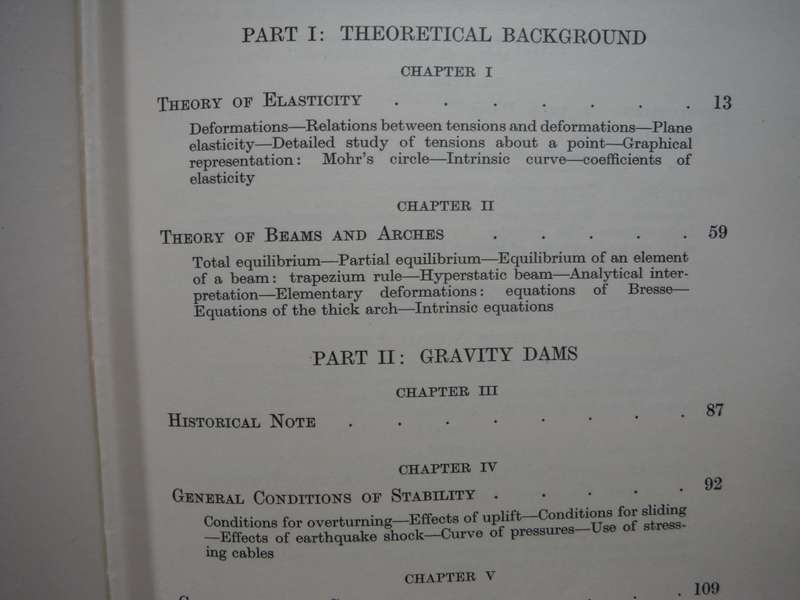 PART I: THEORETICAL BACKGROUND
CHAPTER I
THEORY OF ELASTICITY . . . . . . . 13
Deformations—Relations between tensions and deformations—Plane
elasticity—Detailed study of tensions about a point—Graphical
representation: Mohr's circle—Intrinsic curve—coefficients of
elasticity
CHAPTER II
THEORY OF BEAMS AND ARCHES . . . . . 59
Total equilibrium—Partial equilibrium—Equilibrium of an element
of a beam: trapezium rule—Hyperstatic beam—Analytical inter-
pretation—Elementary deformations: equations of Bresse—
Equations of the thick arch—Intrinsic equations
PART II: GRAVITY DAMS
CHAPTER III
HISTORICAL NOTE . . . . . . . . 87
CHAPTER IV
GENERAL CONDITIONS OF STABILITY . . . . . 92
Conditions for overturning—Effects of uplift—Conditions for sliding
—Effects of earthquake shock—Curve of pressures—Use of stress-
ing cables
CHAPTER V
109